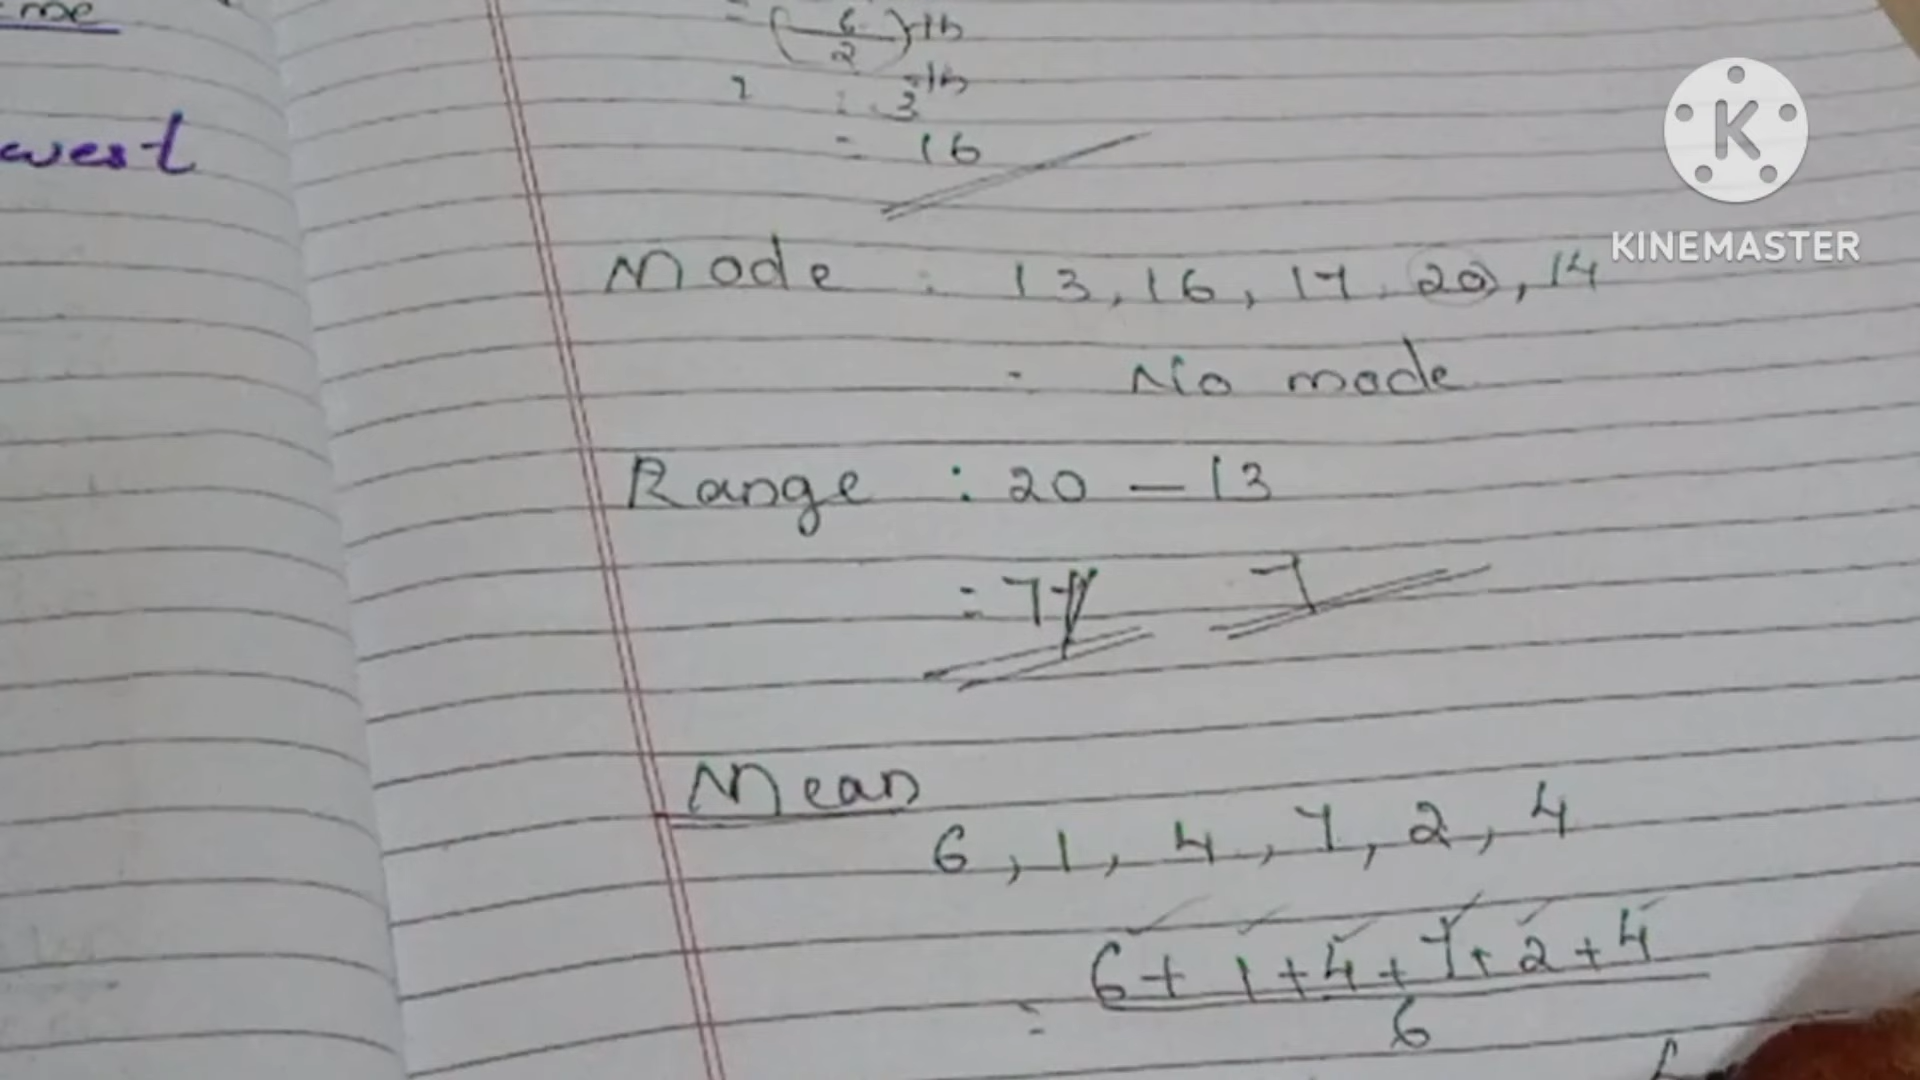 me
west
= (6/2)th
= 3th
= 16
Mode : 13, 16, 17, 20, 14
= No mode
Range : 20 - 13
= 7 7
Mean
6, 1, 4, 7, 2, 4
= 6+1+4+7+2+4
6
K
KINEMASTER